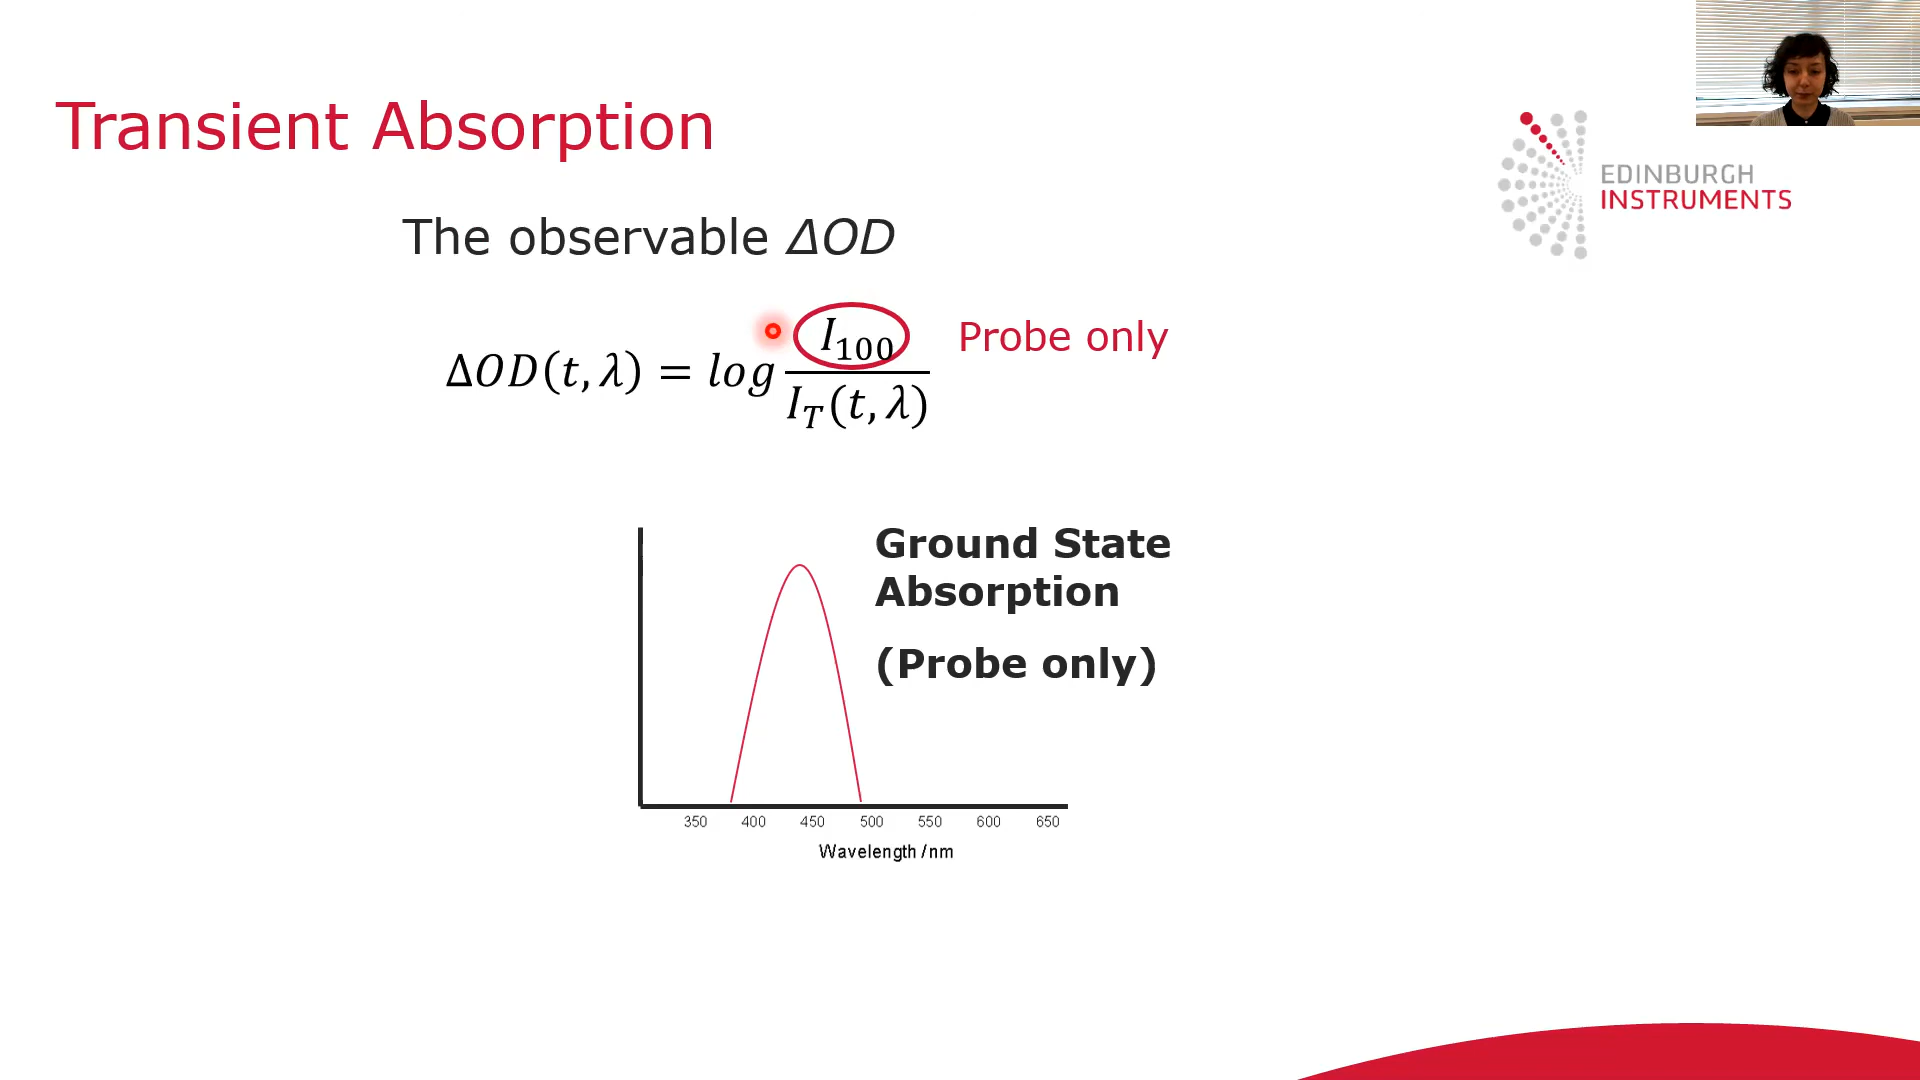 Transient Absorption
EDINBURGH
INSTRUMENTS
The observable ΔOD
ΔOD(t, λ) = log I₁₀₀ / I_T(t, λ)
Probe only
Ground State
Absorption
(Probe only)
350 400 450 500 550 600 650
Wavelength /nm